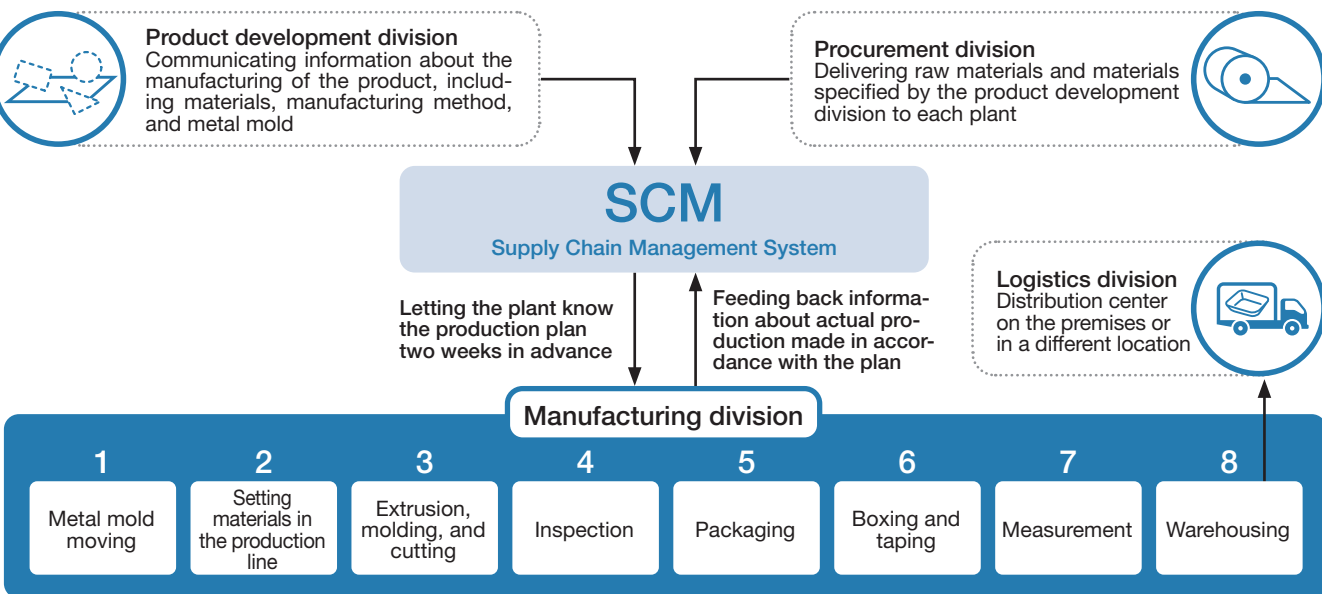 Product development division
Communicating information about the
manufacturing of the product, includ-
ing materials, manufacturing method,
and metal mold
Procurement division
Delivering raw materials and materials
specified by the product development
division to each plant
SCM
Supply Chain Management System
Letting the plant know
the production plan
two weeks in advance
Feeding back informa-
tion about actual pro-
duction made in accor-
dance with the plan
Logistics division
Distribution center
on the premises or
in a different location
Manufacturing division
1
Metal mold
moving
2
Setting
materials in
the production
line
3
Extrusion,
molding, and
cutting
4
Inspection
5
Packaging
6
Boxing and
taping
7
Measurement
8
Warehousing